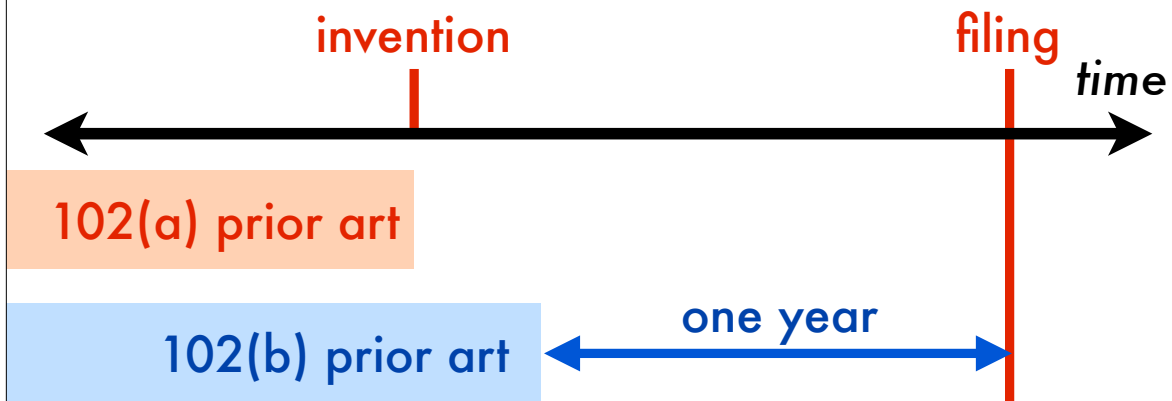 invention
filing
time
102(a) prior art
102(b) prior art
one year